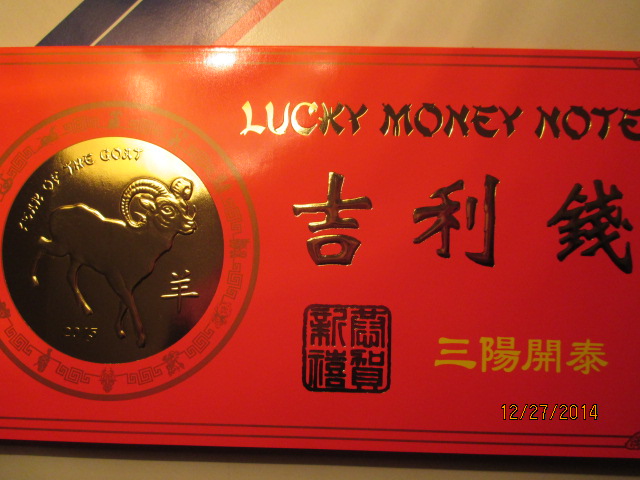 LUCKY MONEY NOTE
YEAR OF THE GOAT
吉利錢
羊
2015
恭賀
新禧
三陽開泰
12/27/2014